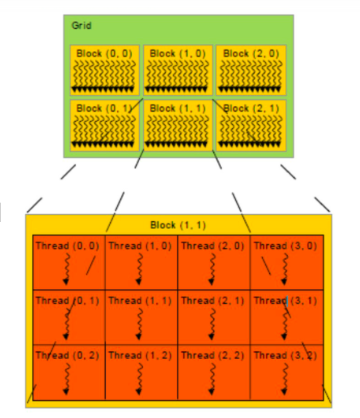 Grid
Block (0, 0) Block (1, 0) Block (2, 0)
Block (0, 1) Block (1, 1) Block (2, 1)
Block (1, 1)
Thread (0, 0) Thread (1, 0) Thread (2, 0) Thread (3, 0)
Thread (0, 1) Thread (1, 1) Thread (2, 1) Thread (3, 1)
Thread (0, 2) Thread (1, 2) Thread (2, 2) Thread (3, 2)